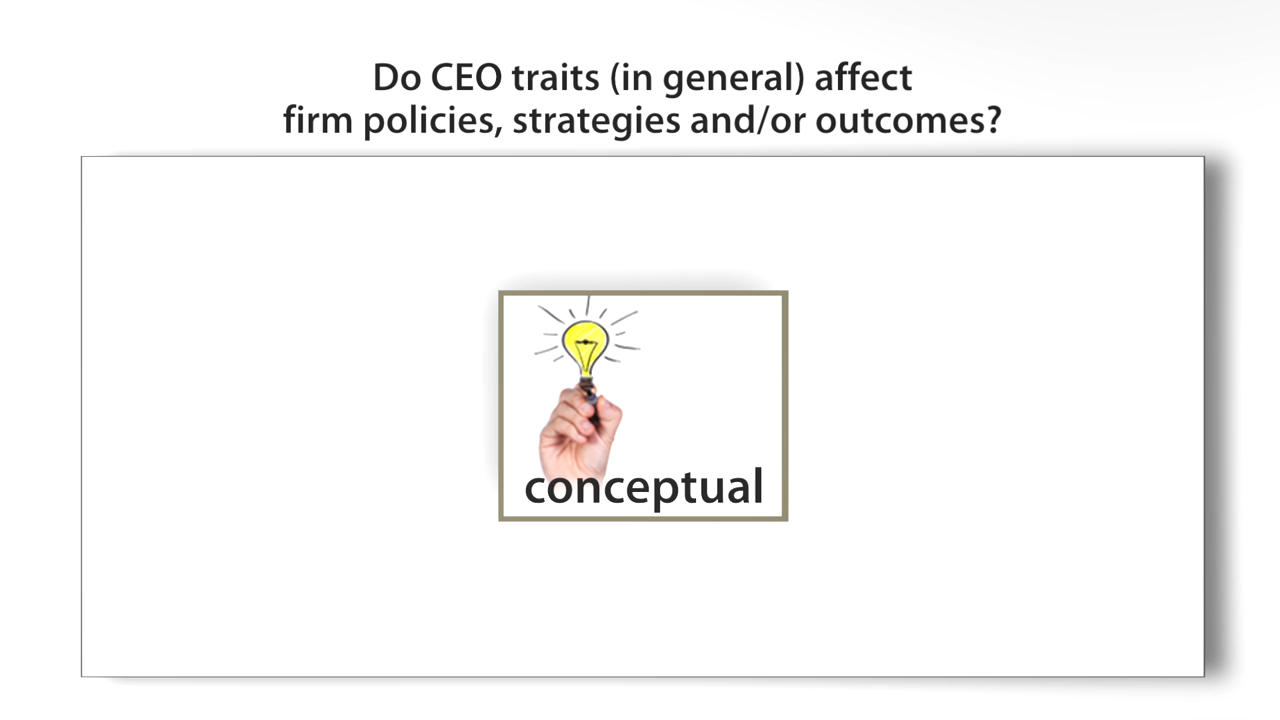 Do CEO traits (in general) affect
firm policies, strategies and/or outcomes?
conceptual